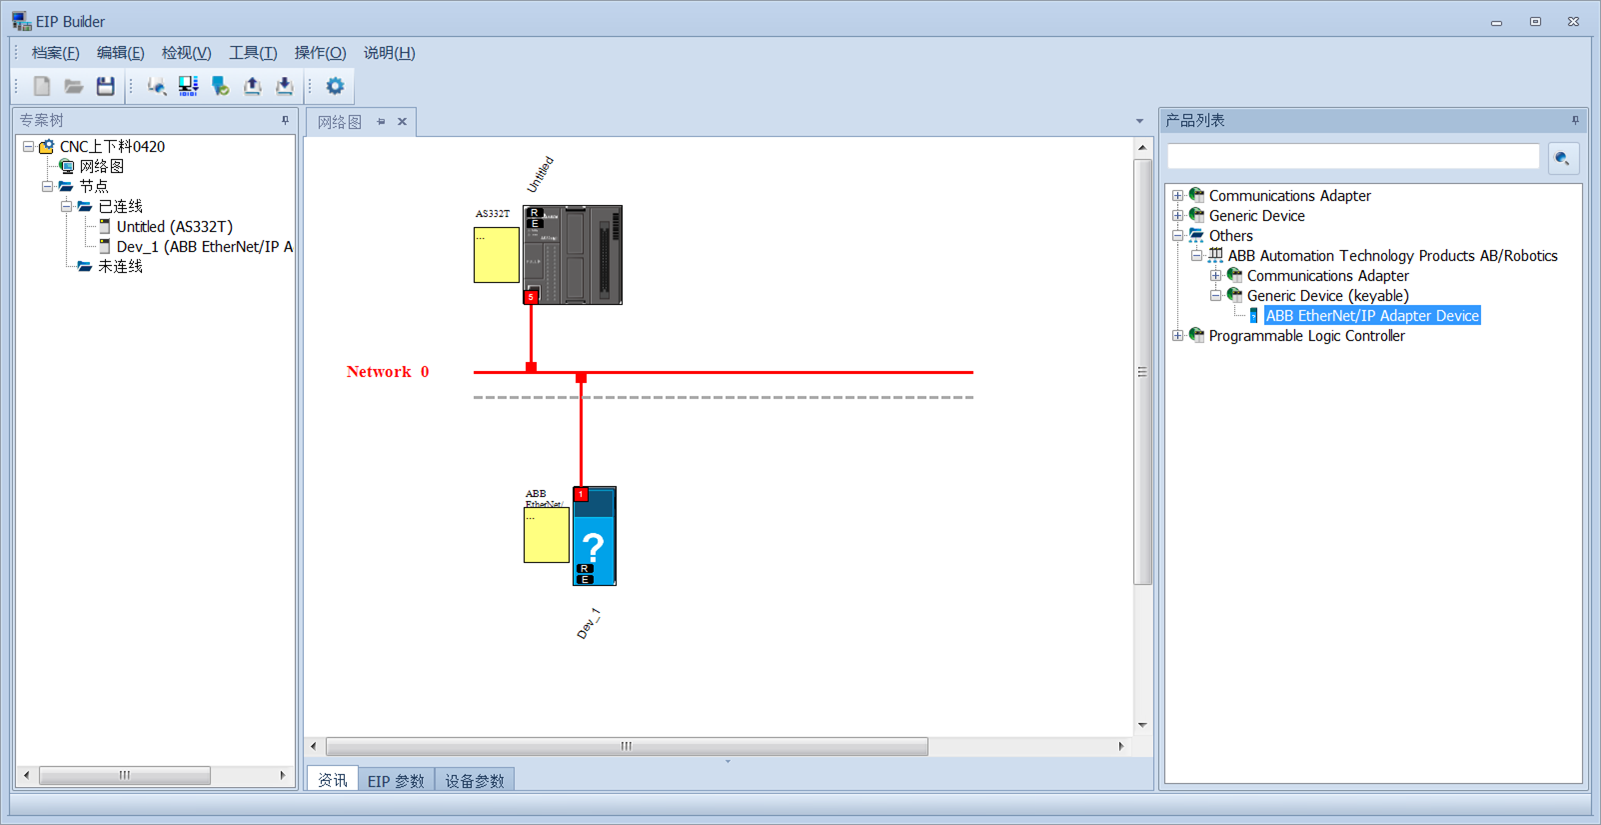 EIP Builder
档案(F) 编辑(E) 检视(V) 工具(T) 操作(O) 说明(H)
专案树
CNC上下料0420
网络图
节点
已连线
Untitled (AS332T)
Dev_1 (ABB EtherNet/IP A
未连线
网络图
Untitled
AS332T
...
R
E
5
Network 0
ABB
EtherNet/
...
1
?
R
E
Dev_1
资讯 EIP 参数 设备参数
产品列表
Communications Adapter
Generic Device
Others
ABB Automation Technology Products AB/Robotics
Communications Adapter
Generic Device (keyable)
ABB EtherNet/IP Adapter Device
Programmable Logic Controller